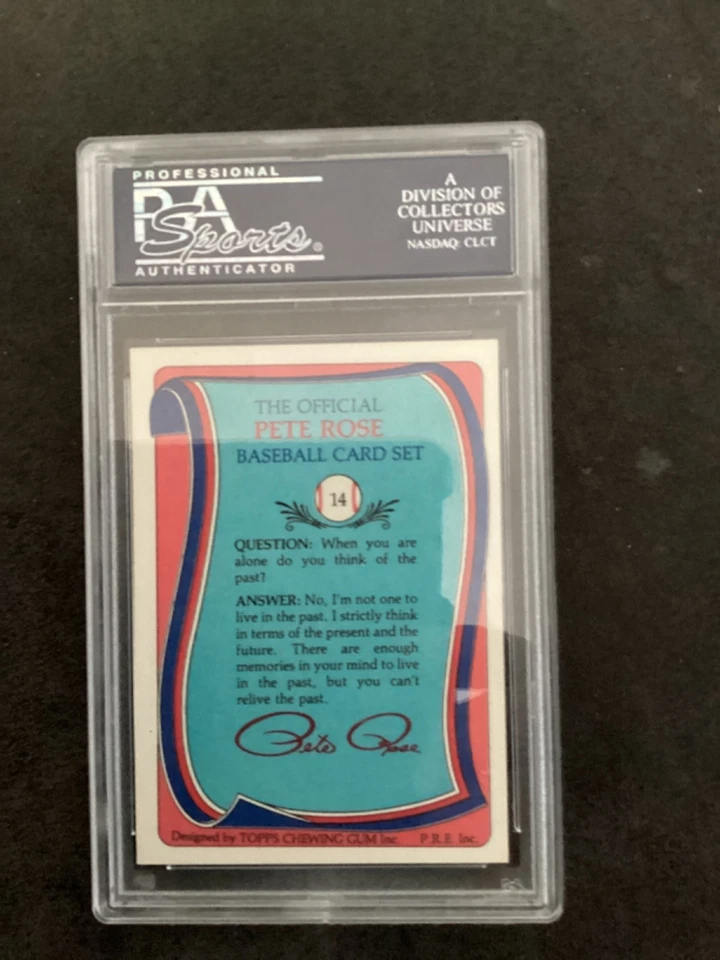 PROFESSIONAL
PSA
Sports®
AUTHENTICATOR
A
DIVISION OF
COLLECTORS
UNIVERSE
NASDAQ: CLCT
THE OFFICIAL
PETE ROSE
BASEBALL CARD SET
14
QUESTION: When you are
alone do you think of the
past?
ANSWER: No, I'm not one to
live in the past. I strictly think
in terms of the present and the
future. There are enough
memories in your mind to live
in the past, but you can't
relive the past.
Pete Rose
Designed by TOPPS CHEWING GUM Inc. P.R.E. Inc.